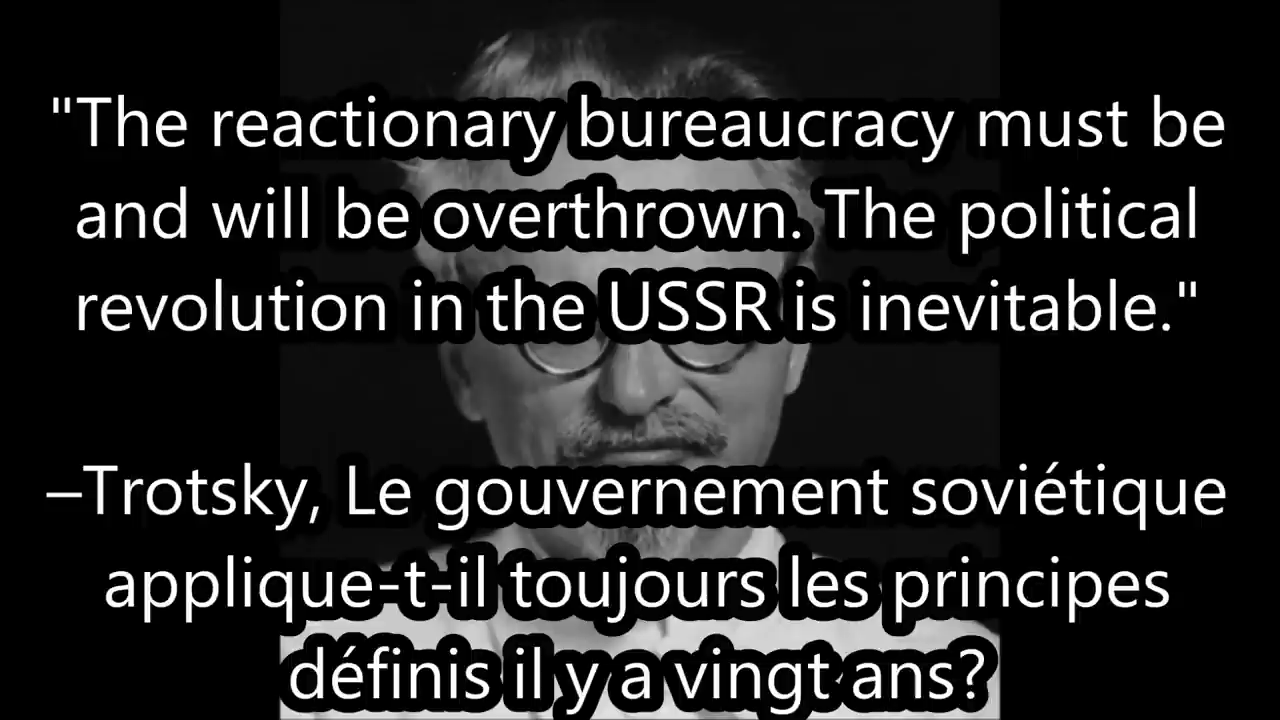 "The reactionary bureaucracy must be
and will be overthrown. The political
revolution in the USSR is inevitable."
–Trotsky, Le gouvernement soviétique
applique-t-il toujours les principes
définis il y a vingt ans?